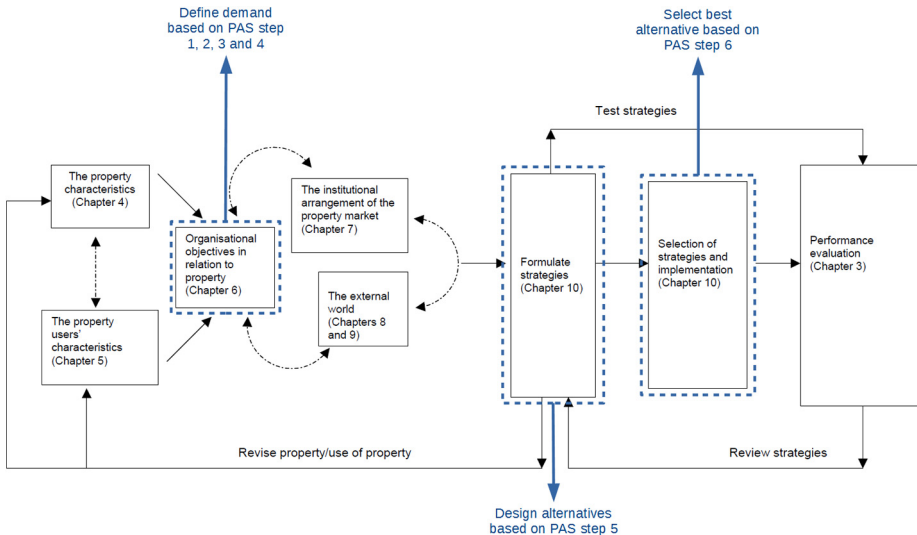 Define demand
based on PAS step
1, 2, 3 and 4
Select best
alternative based on
PAS step 6
Test strategies
The property
characteristics
(Chapter 4)
The institutional
arrangement of the
property market
(Chapter 7)
Organisational
objectives in
relation to
property
(Chapter 6)
Formulate
strategies
(Chapter 10)
Selection of
strategies and
implementation
(Chapter 10)
Performance
evaluation
(Chapter 3)
The external
world
(Chapters 8
and 9)
The property
users'
characteristics
(Chapter 5)
Revise property/use of property
Review strategies
Design alternatives
based on PAS step 5